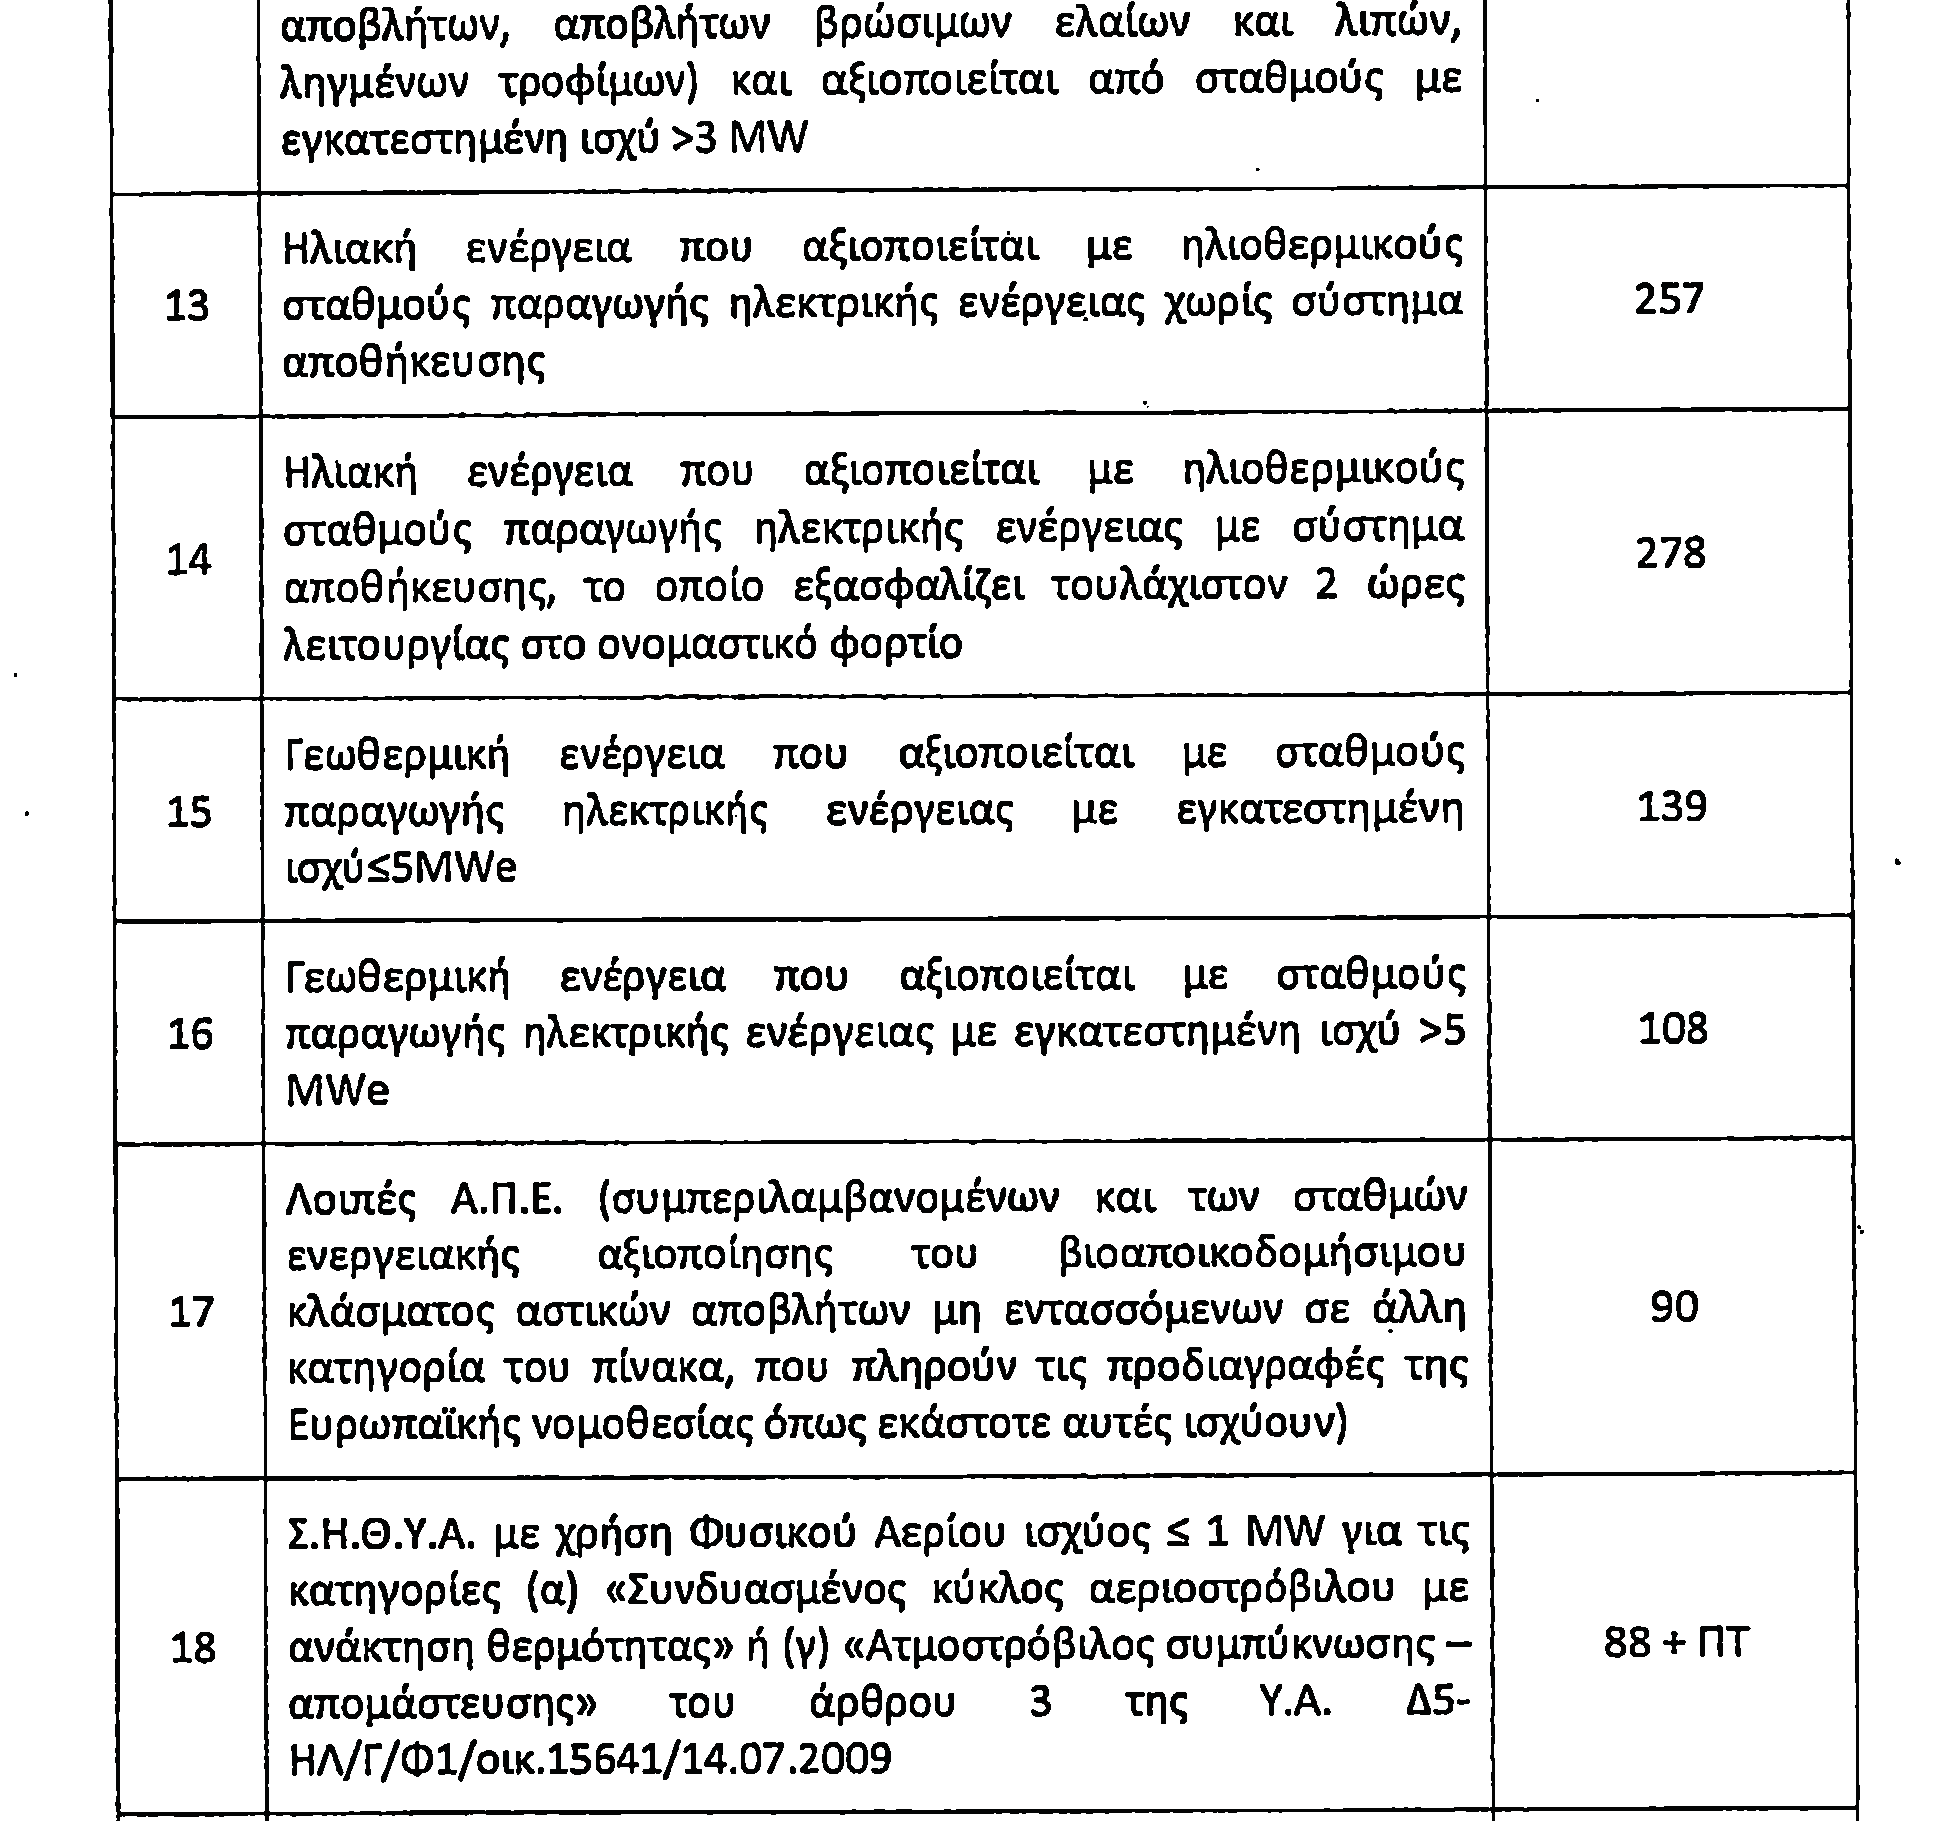 αποβλήτων, αποβλήτων βρώσιμων ελαίων και λιπών,
ληγμένων τροφίμων) και αξιοποιείται από σταθμούς με
εγκατεστημένη ισχύ >3 MW
13
Ηλιακή ενέργεια που αξιοποιείται με ηλιοθερμικούς
σταθμούς παραγωγής ηλεκτρικής ενέργειας χωρίς σύστημα
αποθήκευσης
257
14
Ηλιακή ενέργεια που αξιοποιείται με ηλιοθερμικούς
σταθμούς παραγωγής ηλεκτρικής ενέργειας με σύστημα
αποθήκευσης, το οποίο εξασφαλίζει τουλάχιστον 2 ώρες
λειτουργίας στο ονομαστικό φορτίο
278
15
Γεωθερμική ενέργεια που αξιοποιείται με σταθμούς
παραγωγής ηλεκτρικής ενέργειας με εγκατεστημένη
ισχύ≤5MWe
139
16
Γεωθερμική ενέργεια που αξιοποιείται με σταθμούς
παραγωγής ηλεκτρικής ενέργειας με εγκατεστημένη ισχύ >5
MWe
108
17
Λοιπές Α.Π.Ε. (συμπεριλαμβανομένων και των σταθμών
ενεργειακής αξιοποίησης του βιοαποικοδομήσιμου
κλάσματος αστικών αποβλήτων μη εντασσόμενων σε άλλη
κατηγορία του πίνακα, που πληρούν τις προδιαγραφές της
Ευρωπαϊκής νομοθεσίας όπως εκάστοτε αυτές ισχύουν)
90
18
Σ.Η.Θ.Υ.Α. με χρήση Φυσικού Αερίου ισχύος ≤ 1 MW για τις
κατηγορίες (α) «Συνδυασμένος κύκλος αεριοστρόβιλου με
ανάκτηση θερμότητας» ή (γ) «Ατμοστρόβιλος συμπύκνωσης –
απομάστευσης» του άρθρου 3 της Υ.Α. Δ5-
ΗΛ/Γ/Φ1/οικ.15641/14.07.2009
88 + ΠΤ